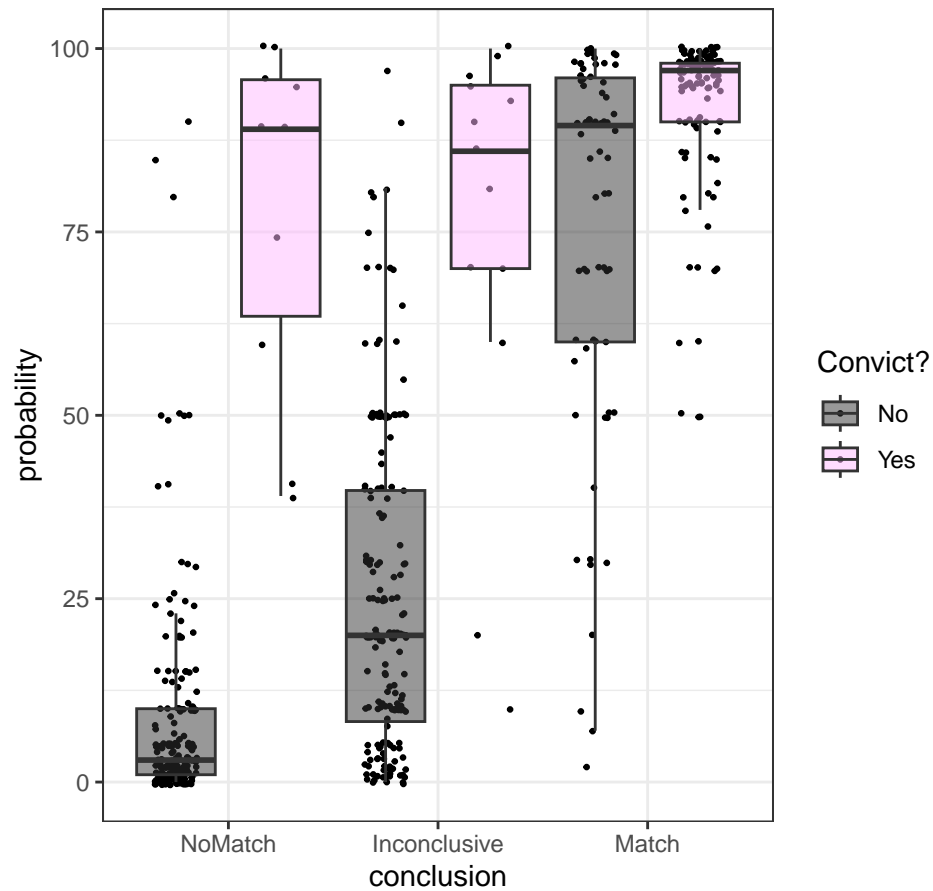 100
75
50
25
0
probability
NoMatch
Inconclusive
Match
conclusion
Convict?
No
Yes